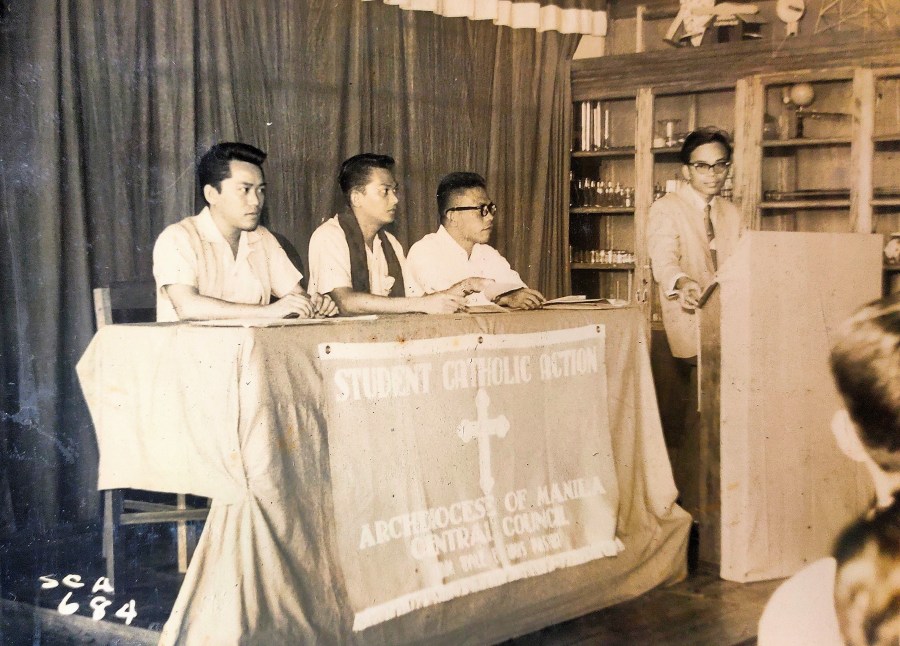 STUDENT CATHOLIC ACTION
ARCHDIOCESE OF MANILA
CENTRAL COUNCIL
SCA
684